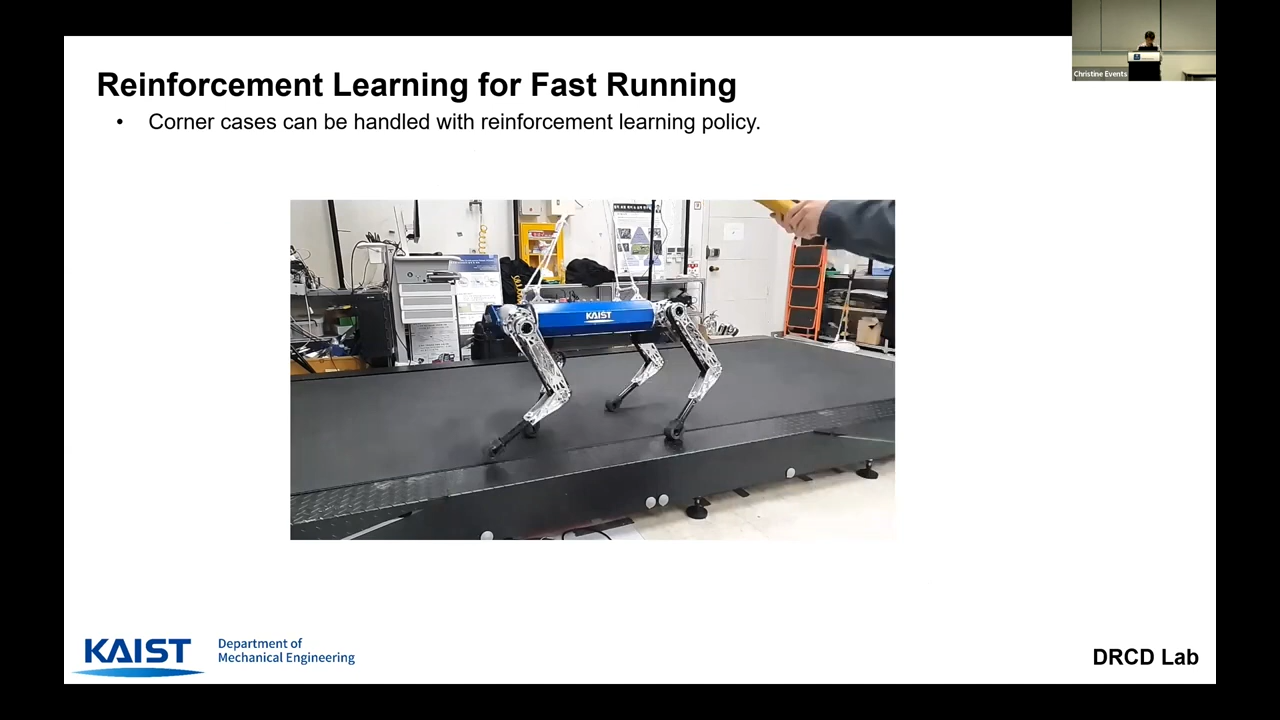 Reinforcement Learning for Fast Running
• Corner cases can be handled with reinforcement learning policy.
Christine Events
KAIST
KAIST
Department of
Mechanical Engineering
DRCD Lab